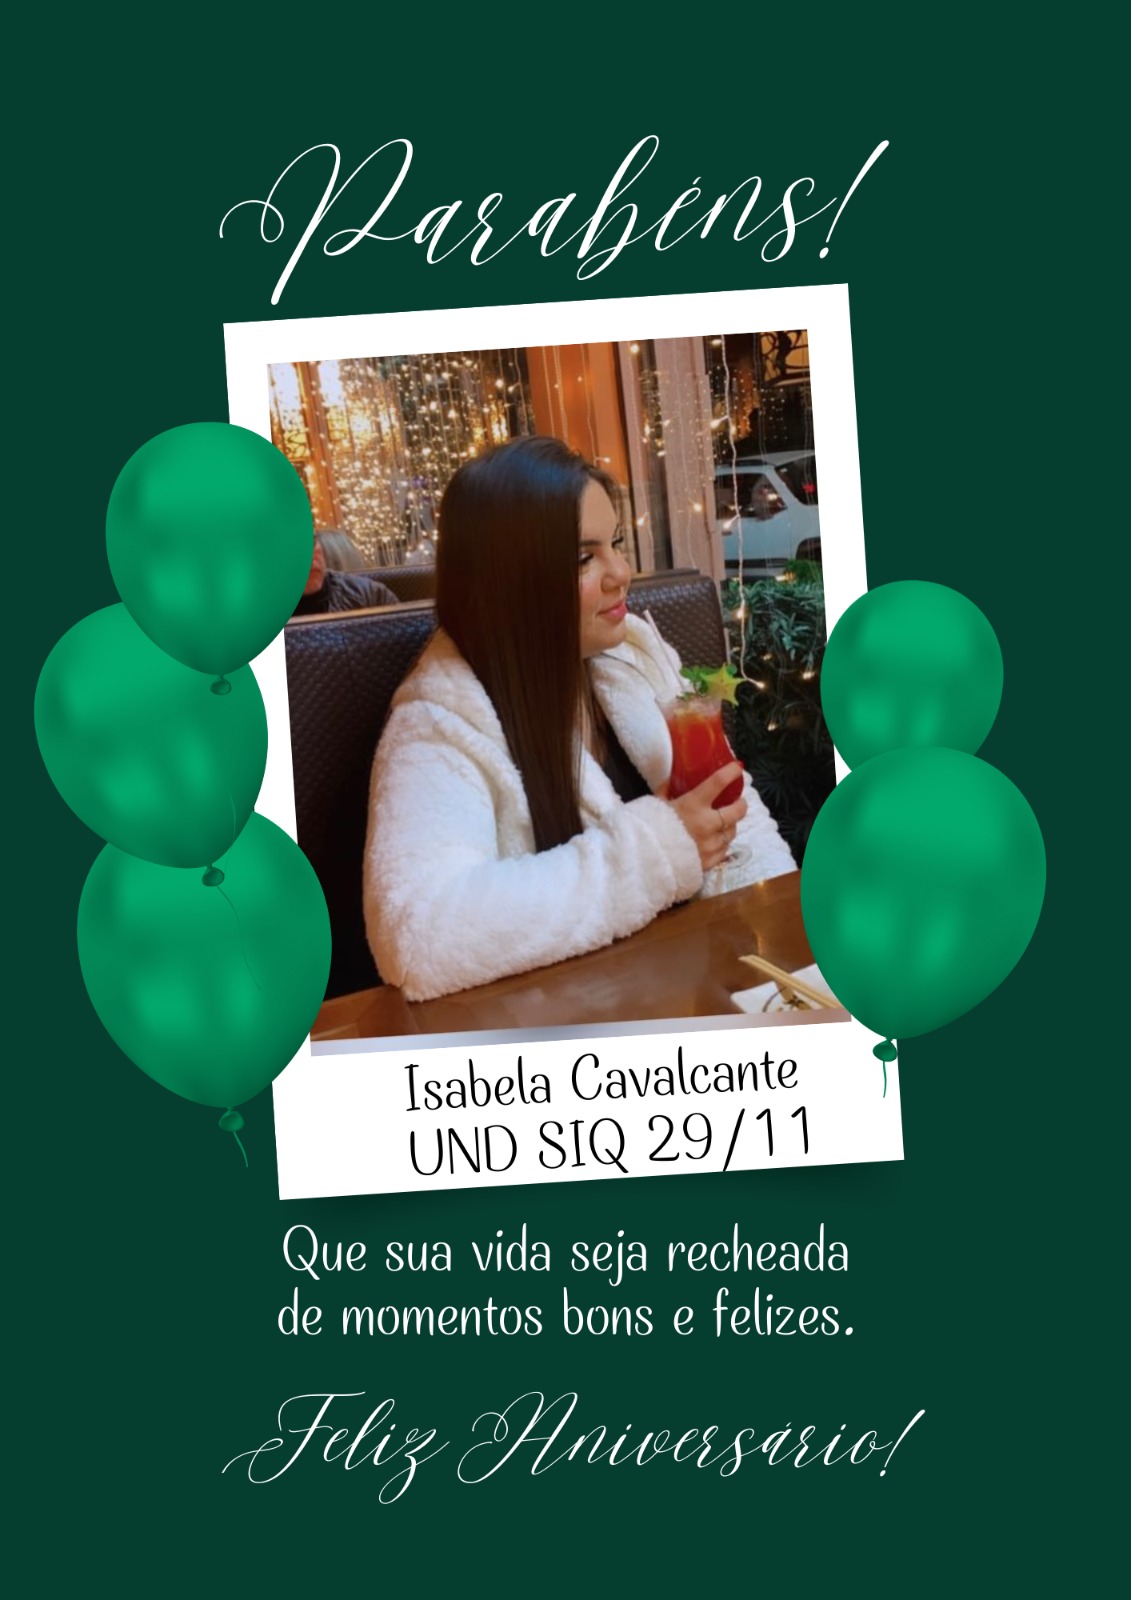 Parabéns!
Isabela Cavalcante
UND SIQ 29/11
Que sua vida seja recheada
de momentos bons e felizes.
Feliz Aniversário!